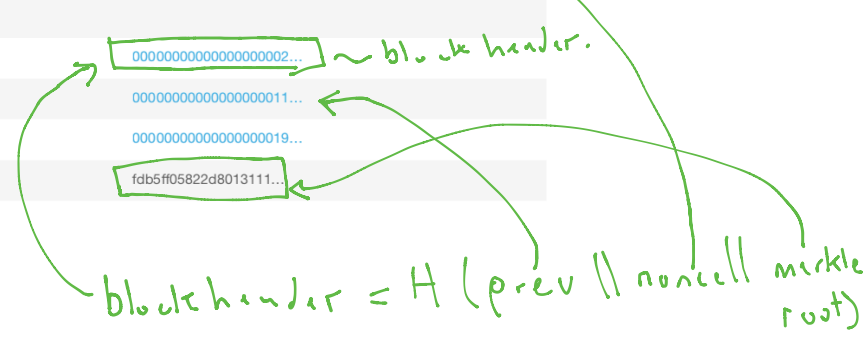 00000000000000000002... ~ block header.
00000000000000000011...
00000000000000000019...
fdb5ff05822d8013111...
blockheader = H (prev || nonce || merkle
root)